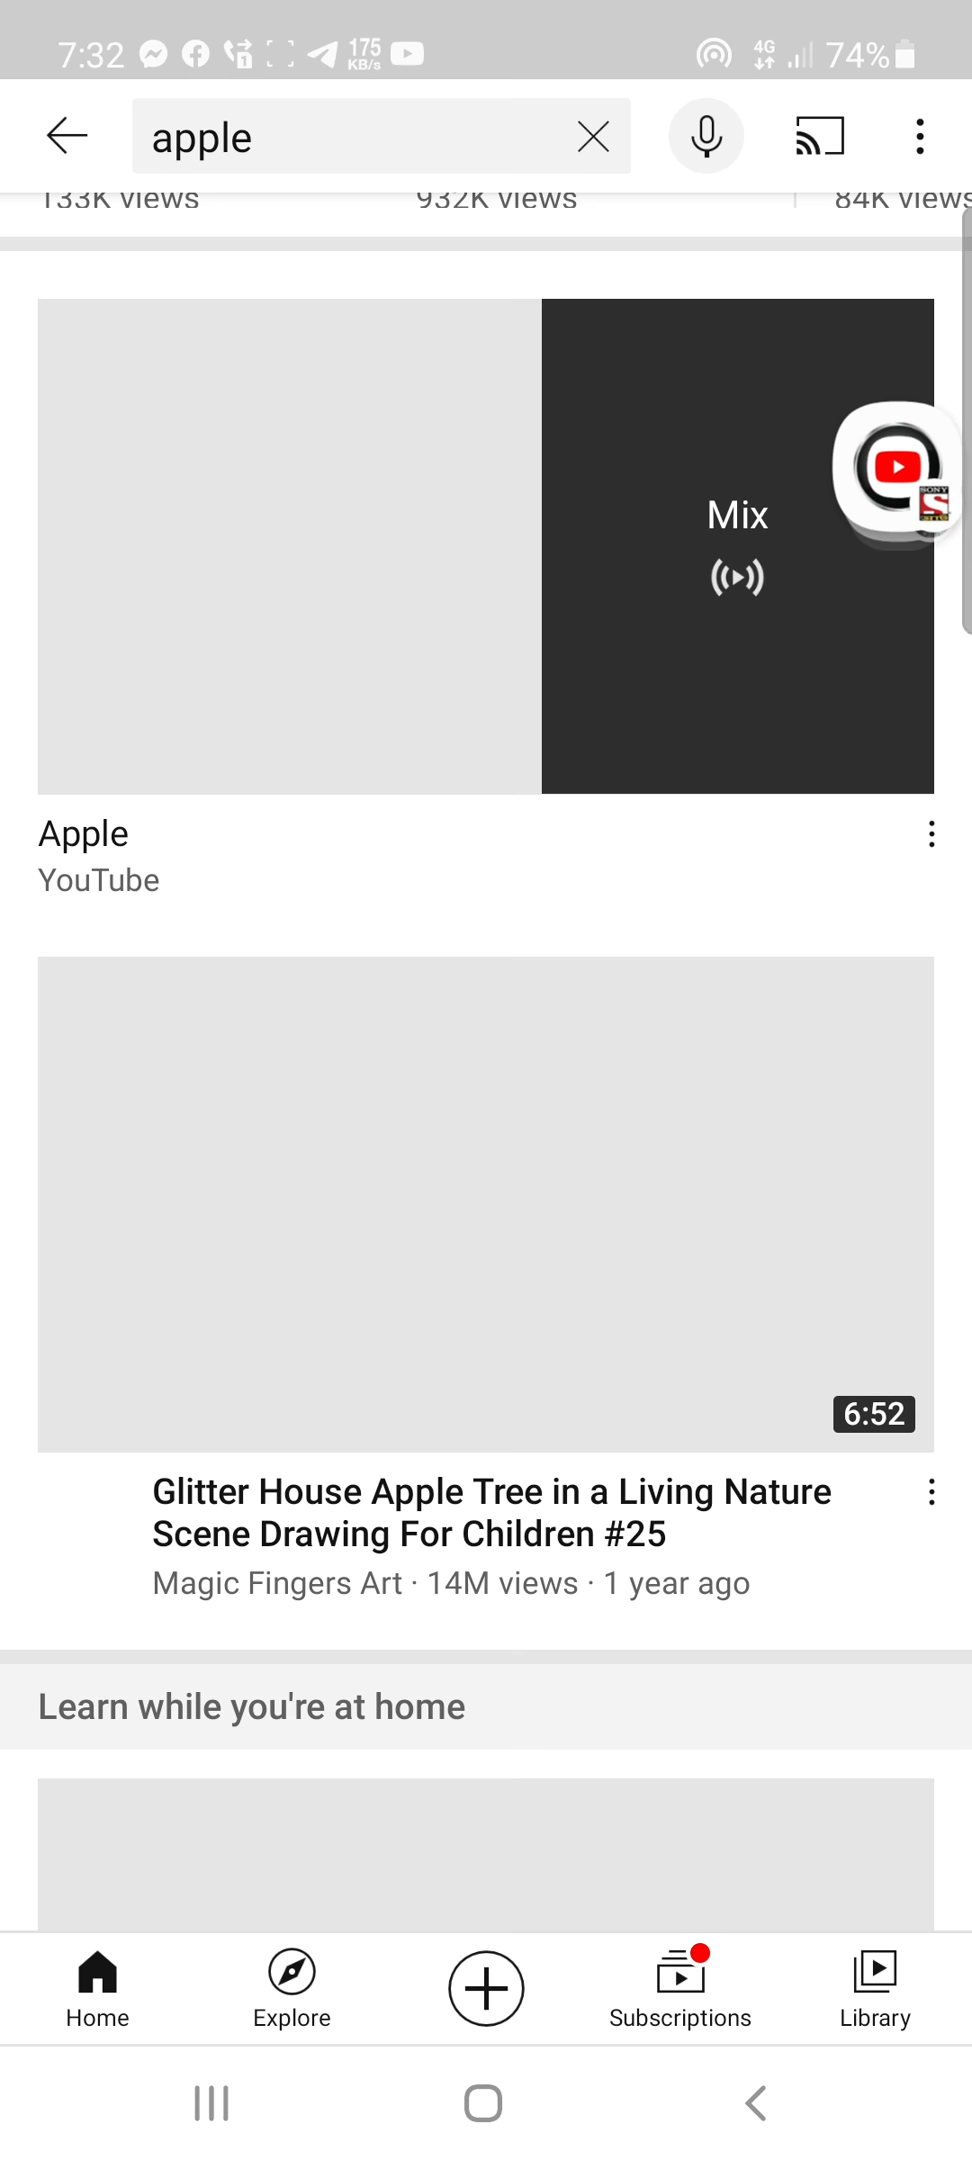 7:32
175
KB/s
4G
74%
apple
133K views
932K views
84K views
Mix
SONY
Apple
YouTube
6:52
Glitter House Apple Tree in a Living Nature
Scene Drawing For Children #25
Magic Fingers Art · 14M views · 1 year ago
Learn while you're at home
Home
Explore
Subscriptions
Library